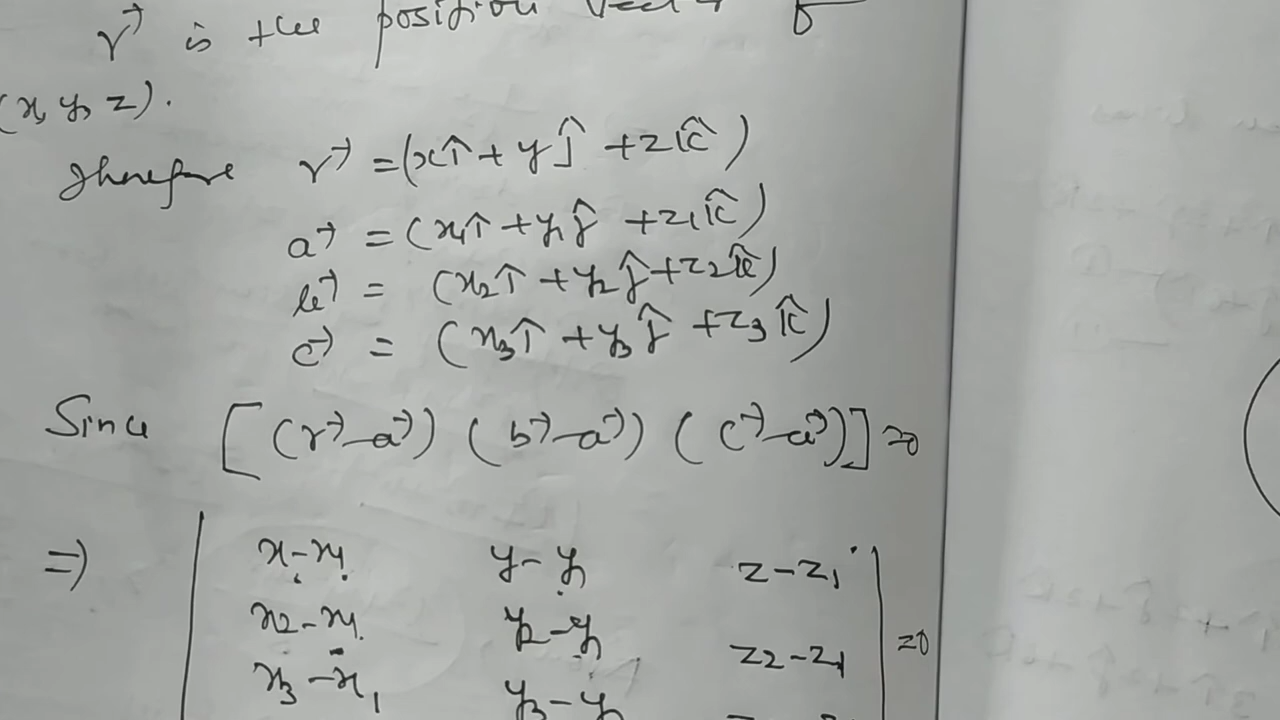 r→ is the position vector of
(x, y, z).
Therefore r→ = (xî + yĵ + zk̂)
a→ = (x₁î + y₁ĵ + z₁k̂)
b→ = (x₂î + y₂ĵ + z₂k̂)
c→ = (x₃î + y₃ĵ + z₃k̂)
Since [(r→ - a→) (b→ - a→) (c→ - a→)] = 0
⇒ | x - x₁ y - y₁ z - z₁ |
x₂ - x₁ y₂ - y₁ z₂ - z₁ = 0
x₃ - x₁ y₃ - y₁